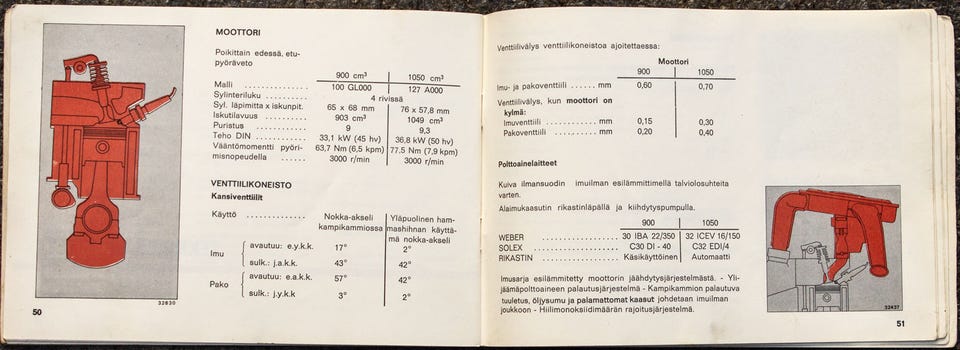 MOOTTORI
Poikittain edessä, etu-
pyöräveto
900 cm³ 1050 cm³
Malli ............... 100 GL000 127 A000
Sylinteriluku .......... 4 rivissä
Syl. läpimitta x iskunpit. 65 x 68 mm 76 x 57,8 mm
Iskutilavuus .......... 903 cm³ 1049 cm³
Puristus ............ 9 9,3
Teho DIN ............ 33,1 kW (45 hv) 36,8 kW (50 hv)
Vääntömomentti pyöri- 63,7 Nm (6,5 kpm) 77,5 Nm (7,9 kpm)
misnopeudella ...... 3000 r/min 3000 r/min
VENTTIILIKONEISTO
Kansiventtiilit
Käyttö .............. Nokka-akseli Yläpuolinen ham-
kampikammiossa mashihnan käyttä-
mä nokka-akseli
Imu
avautuu: e.y.k.k. 17° 2°
sulk.: j.a.k.k. 43° 42°
Pako
avautuu: e.a.k.k. 57° 42°
sulk.: j.y.k.k 3° 2°
32830
50
Venttiilivälys venttiilikoneistoa ajoitettaessa:
Moottori
900 1050
Imu- ja pakoventtiili ...... mm 0,60 0,70
Venttiilivälys, kun moottori on
kylmä:
Imuventtiili .......... mm 0,15 0,30
Pakoventtiili .......... mm 0,20 0,40
Polttoainelaitteet
Kuiva ilmansuodin imuilman esilämmittimellä talviolosuhteita
varten.
Alaimukaasutin rikastinläpällä ja kiihdytyspumpulla.
900 1050
WEBER .................. 30 IBA 22/350 32 ICEV 16/150
SOLEX .................. C30 DI - 40 C32 EDI/4
RIKASTIN .................. Käsikäyttöinen Automaatti
Imusarja esilämmitetty moottorin jäähdytysjärjestelmästä. - Yli-
jäämäpolttoaineen palautusjärjestelmä - Kampikammion palautuva
tuuletus, öljysumu ja palamattomat kaasut johdetaan imuilman
joukkoon - Hiilimonoksiidimäärän rajoitusjärjestelmä.
32827
51